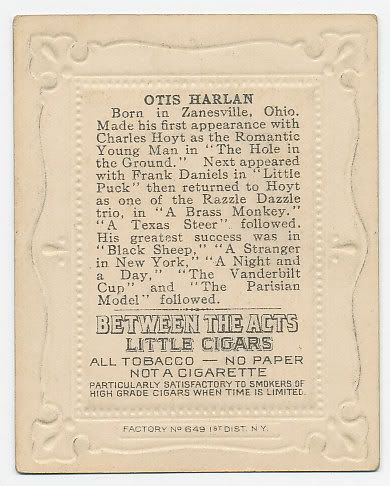 OTIS HARLAN
Born in Zanesville, Ohio.
Made his first appearance with
Charles Hoyt as the Romantic
Young Man in "The Hole in
the Ground." Next appeared
with Frank Daniels in "Little
Puck" then returned to Hoyt
as one of the Razzle Dazzle
trio, in "A Brass Monkey."
"A Texas Steer" followed.
His greatest success was in
"Black Sheep," "A Stranger
in New York," "A Night and
a Day," "The Vanderbilt
Cup" and "The Parisian
Model" followed.
BETWEEN THE ACTS
LITTLE CIGARS
ALL TOBACCO — NO PAPER
NOT A CIGARETTE
PARTICULARLY SATISFACTORY TO SMOKERS OF
HIGH GRADE CIGARS WHEN TIME IS LIMITED.
FACTORY No 649 1ST DIST. N.Y.